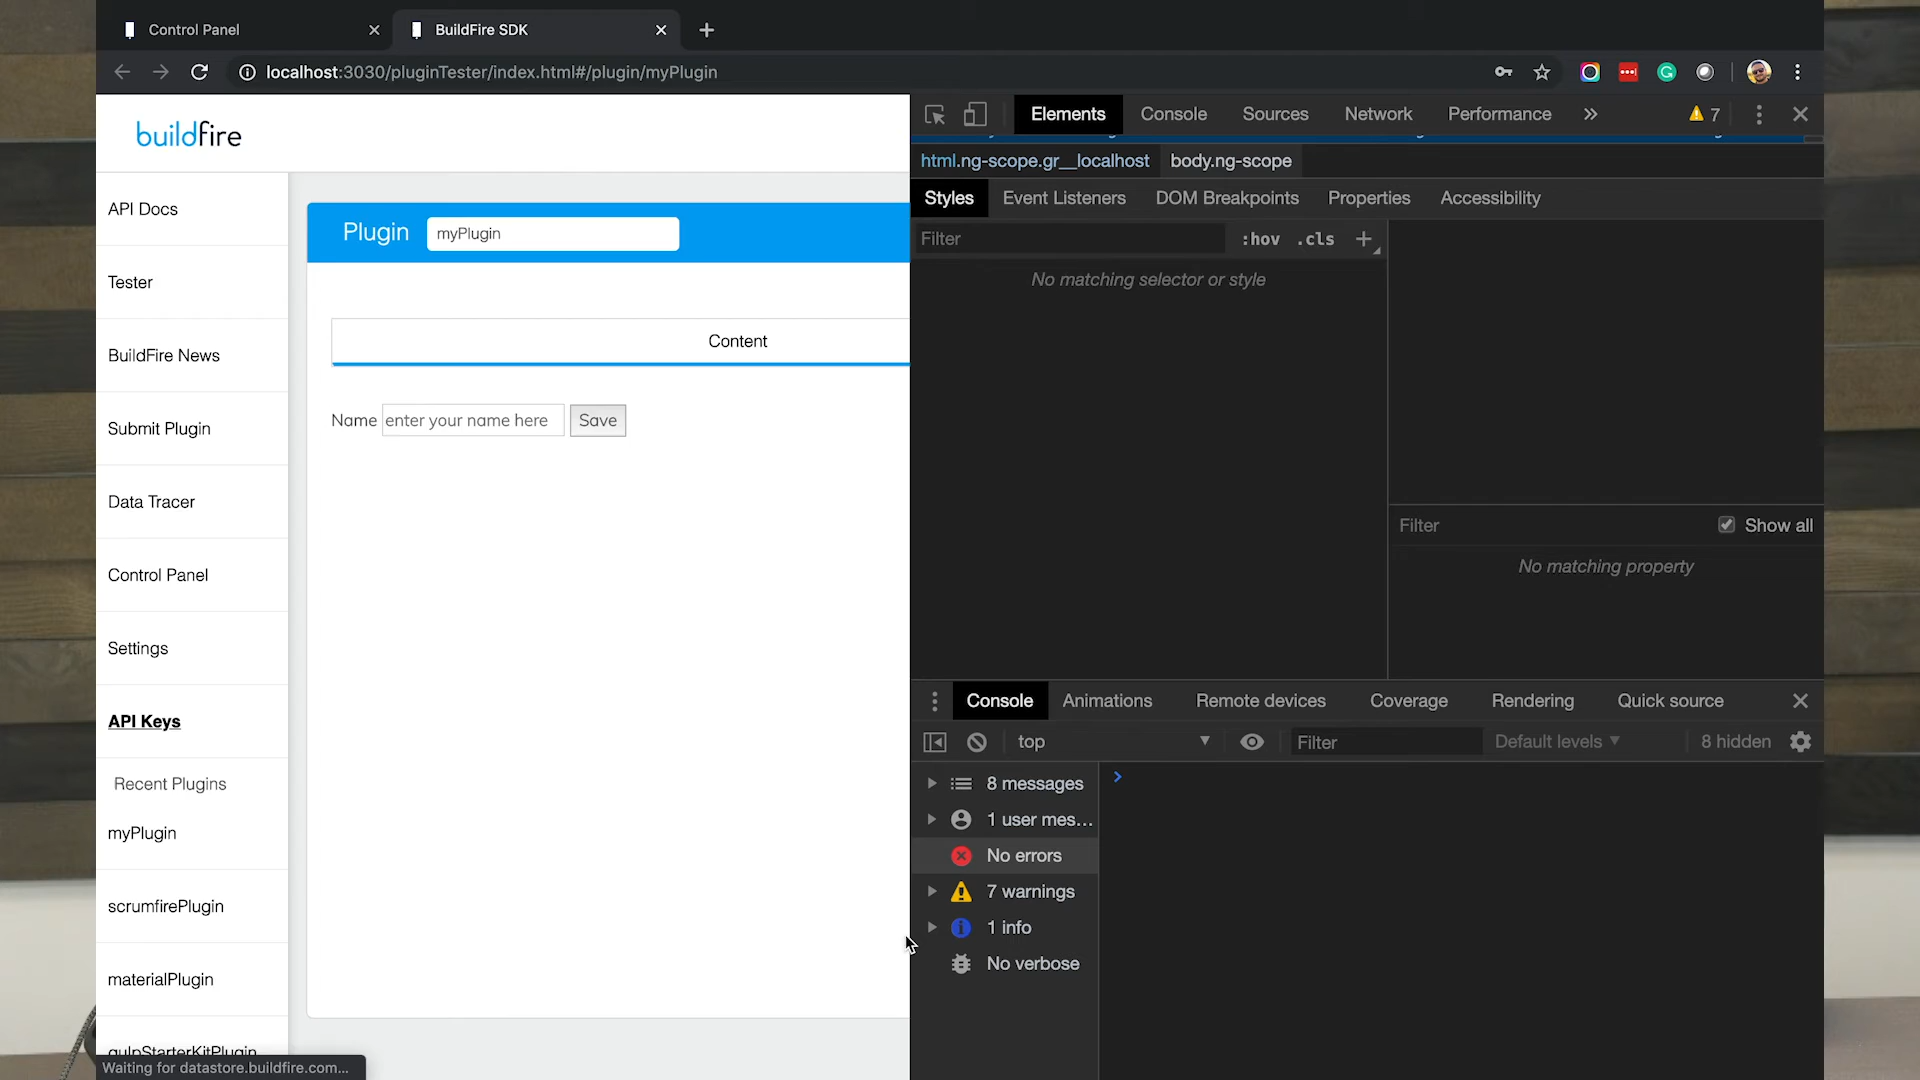 Control Panel
BuildFire SDK
localhost:3030/pluginTester/index.html#/plugin/myPlugin
buildfire
API Docs
Tester
BuildFire News
Submit Plugin
Data Tracer
Control Panel
Settings
API Keys
Recent Plugins
myPlugin
scrumfirePlugin
materialPlugin
gulpStarterKitPlugin
Waiting for datastore.buildfire.com...
Plugin myPlugin
Content
Name enter your name here Save
Elements Console Sources Network Performance » 7
html.ng-scope.gr__localhost body.ng-scope
Styles Event Listeners DOM Breakpoints Properties Accessibility
Filter :hov .cls +
No matching selector or style
Filter Show all
No matching property
Console Animations Remote devices Coverage Rendering Quick source
top Filter Default levels 8 hidden
8 messages
1 user mes...
No errors
7 warnings
1 info
No verbose